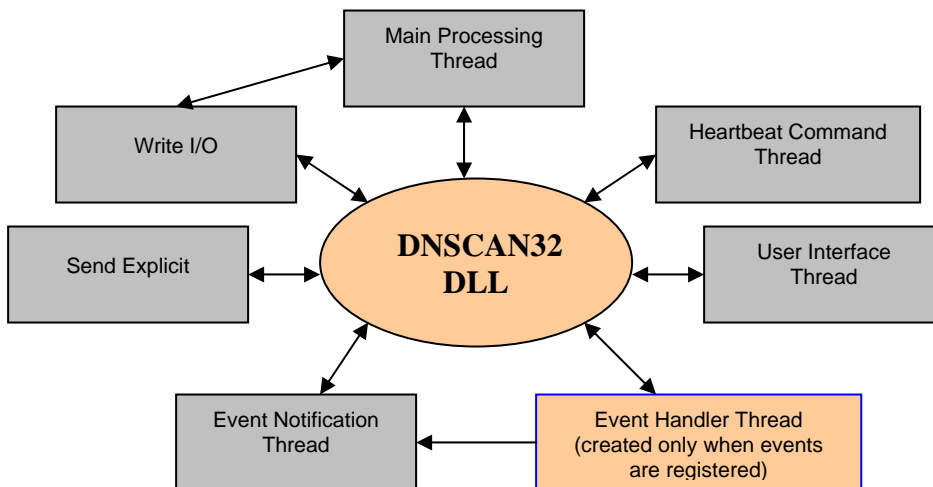 Main Processing
Thread
Write I/O
Heartbeat Command
Thread
DNSCAN32
DLL
Send Explicit
User Interface
Thread
Event Notification
Thread
Event Handler Thread
(created only when events
are registered)